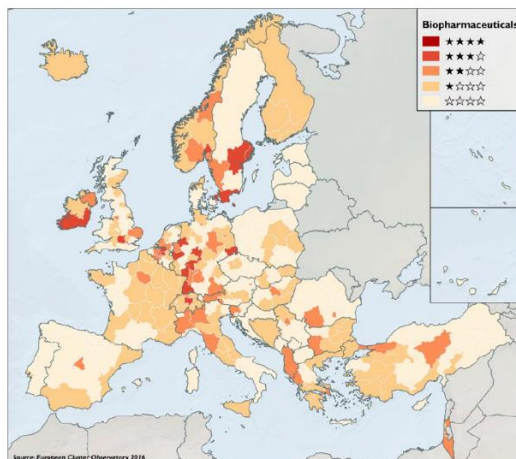 Biopharmaceuticals
★★★★
★★★☆
★★☆☆
★☆☆☆
☆☆☆☆
Source: European Cluster Observatory 2016